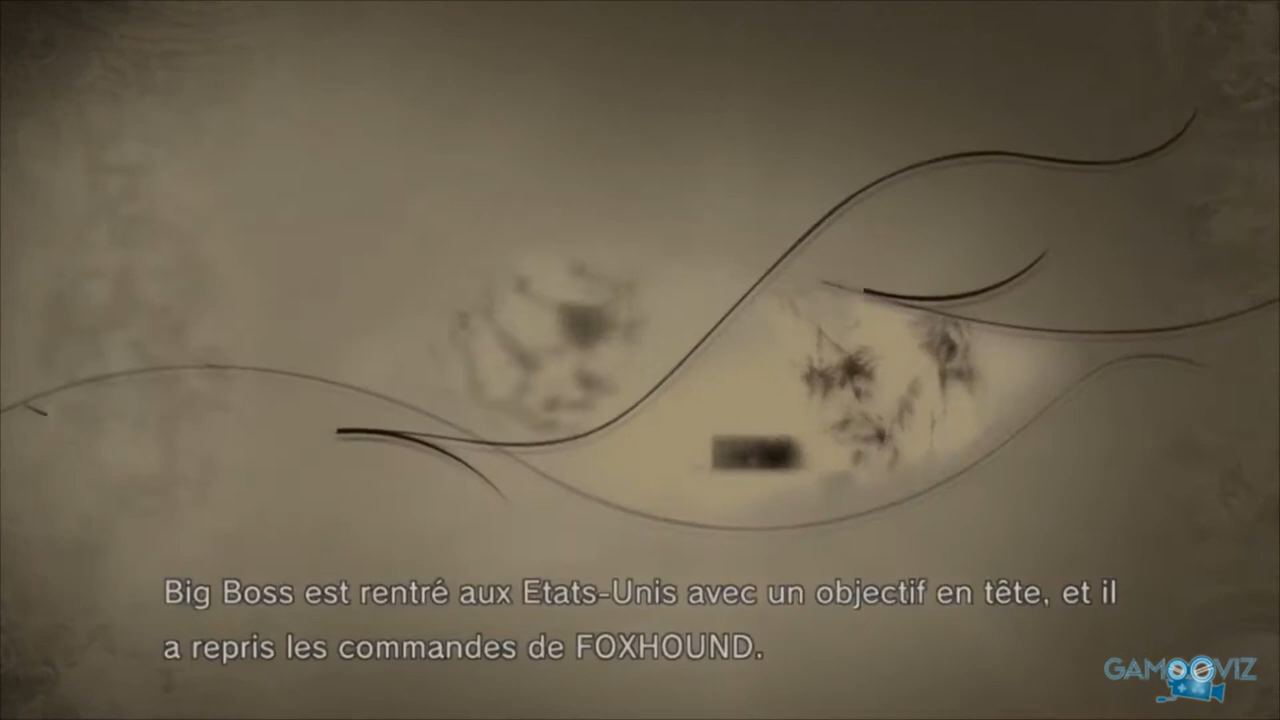 Big Boss est rentré aux Etats-Unis avec un objectif en tête, et il
a repris les commandes de FOXHOUND.
GAMOOVIZ